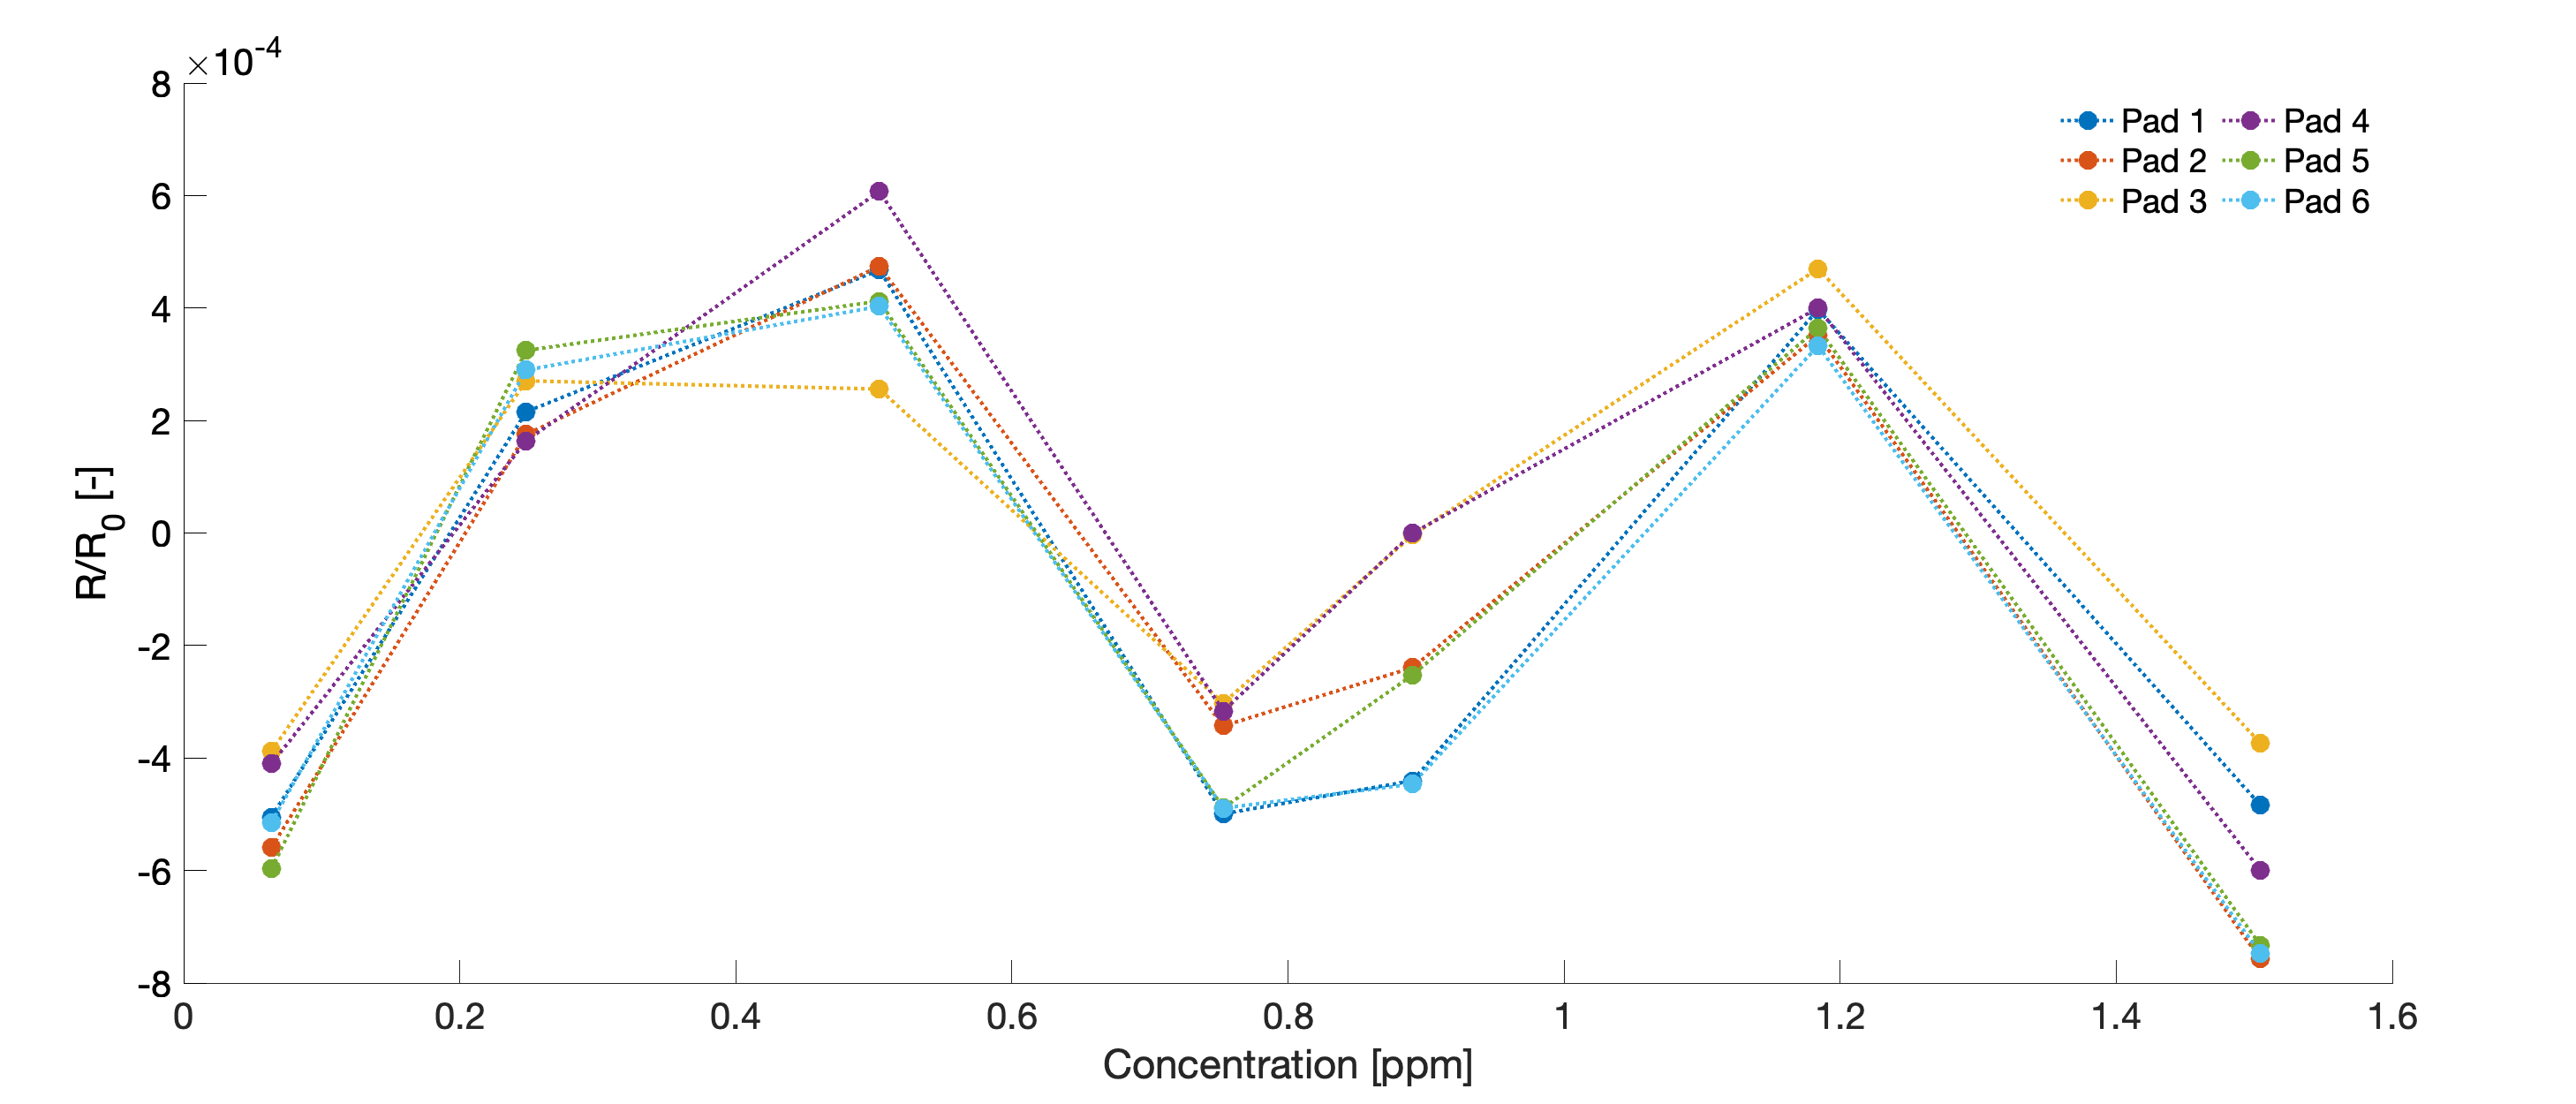 ×10⁻⁴
8
6
4
2
0
-2
-4
-6
-8
R/R₀ [-]
0 0.2 0.4 0.6 0.8 1 1.2 1.4 1.6
Concentration [ppm]
Pad 1 Pad 4
Pad 2 Pad 5
Pad 3 Pad 6